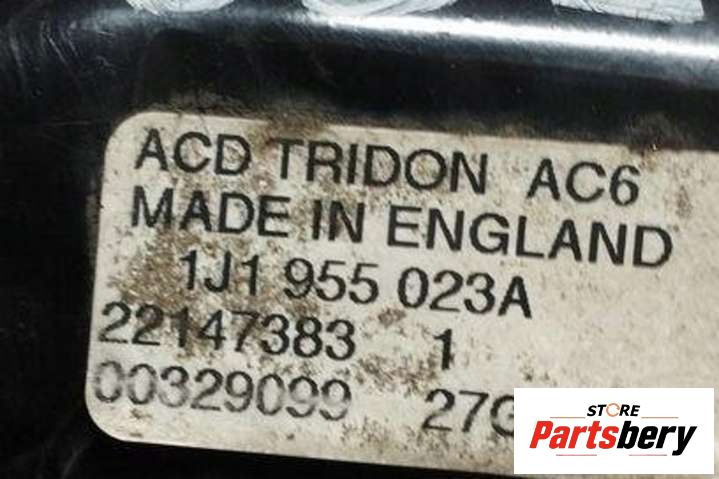 ACD TRIDON AC6
MADE IN ENGLAND
1J1 955 023A
22147383 1
00329099
STORE
Partsbery